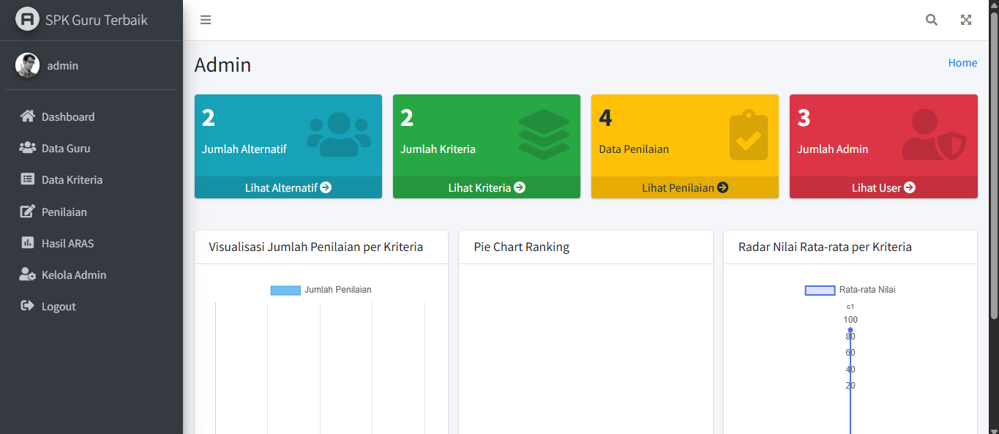 SPK Guru Terbaik
admin
Dashboard
Data Guru
Data Kriteria
Penilaian
Hasil ARAS
Kelola Admin
Logout
Admin
Home
2
Jumlah Alternatif
Lihat Alternatif
2
Jumlah Kriteria
Lihat Kriteria
4
Data Penilaian
Lihat Penilaian
3
Jumlah Admin
Lihat User
Visualisasi Jumlah Penilaian per Kriteria
Jumlah Penilaian
Pie Chart Ranking
Radar Nilai Rata-rata per Kriteria
Rata-rata Nilai
c1
100
80
60
40
20